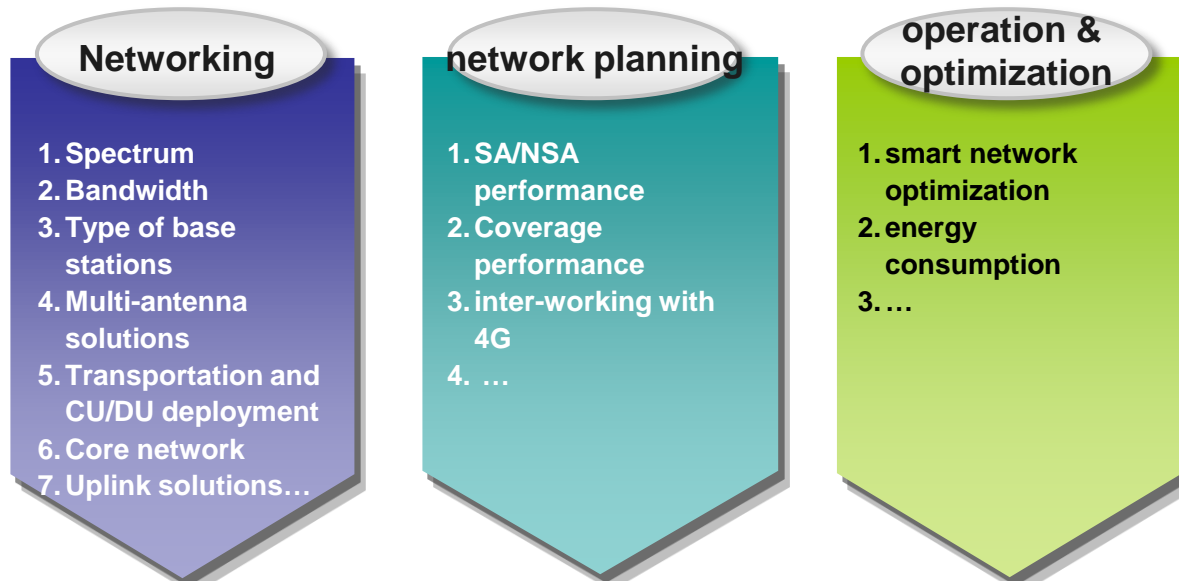 Networking
1. Spectrum
2. Bandwidth
3. Type of base
stations
4. Multi-antenna
solutions
5. Transportation and
CU/DU deployment
6. Core network
7. Uplink solutions…
network planning
1. SA/NSA
performance
2. Coverage
performance
3. inter-working with
4G
4. …
operation &
optimization
1. smart network
optimization
2. energy
consumption
3. …